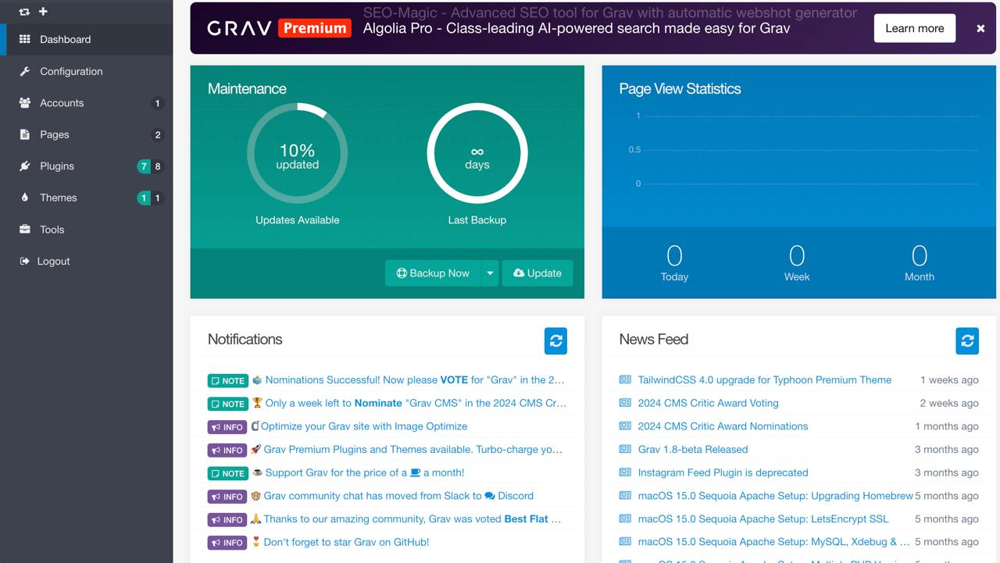 Dashboard
Configuration
Accounts 1
Pages 2
Plugins 7 8
Themes 1 1
Tools
Logout
SEO-Magic - Advanced SEO tool for Grav with automatic webshot generator
GRAV Premium Algolia Pro - Class-leading AI-powered search made easy for Grav
Learn more
Maintenance
10%
updated
Updates Available
∞
days
Last Backup
Backup Now
Update
Page View Statistics
1
0.5
0
0 0 0
Today Week Month
Notifications
NOTE Nominations Successful! Now please VOTE for "Grav" in the 2...
NOTE Only a week left to Nominate "Grav CMS" in the 2024 CMS Cr...
INFO Optimize your Grav site with Image Optimize
INFO Grav Premium Plugins and Themes available. Turbo-charge yo...
NOTE Support Grav for the price of a a month!
INFO Grav community chat has moved from Slack to Discord
INFO Thanks to our amazing community, Grav was voted Best Flat ...
INFO Don't forget to star Grav on GitHub!
News Feed
TailwindCSS 4.0 upgrade for Typhoon Premium Theme 1 weeks ago
2024 CMS Critic Award Voting 2 weeks ago
2024 CMS Critic Award Nominations 1 months ago
Grav 1.8-beta Released 3 months ago
Instagram Feed Plugin is deprecated 3 months ago
macOS 15.0 Sequoia Apache Setup: Upgrading Homebrew 5 months ago
macOS 15.0 Sequoia Apache Setup: LetsEncrypt SSL 5 months ago
macOS 15.0 Sequoia Apache Setup: MySQL, Xdebug & ... 5 months ago